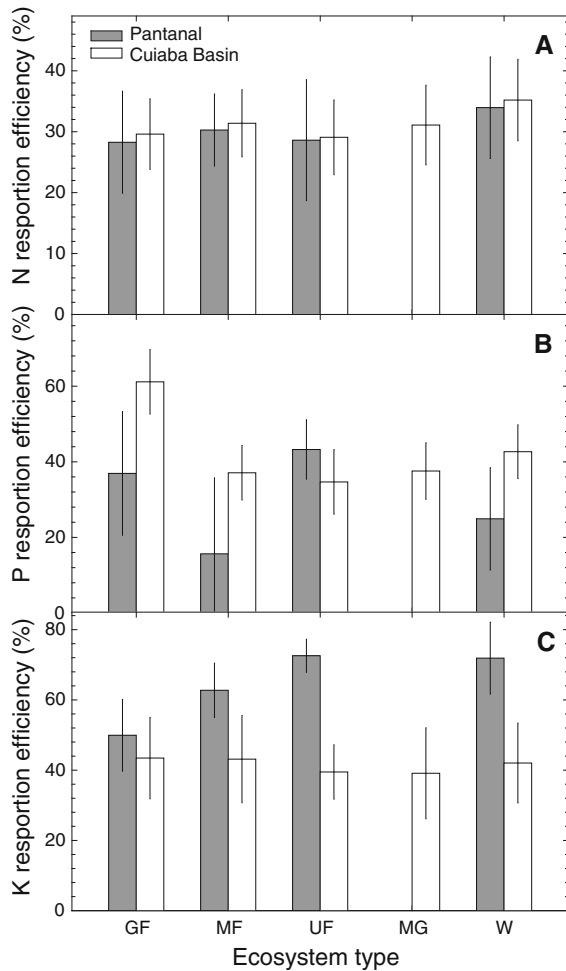 Pantanal
Cuiaba Basin
A
N resportion efficiency (%)
40
30
20
10
0
B
P resportion efficiency (%)
60
40
20
0
C
K resportion efficiency (%)
80
60
40
20
0
GF MF UF MG W
Ecosystem type